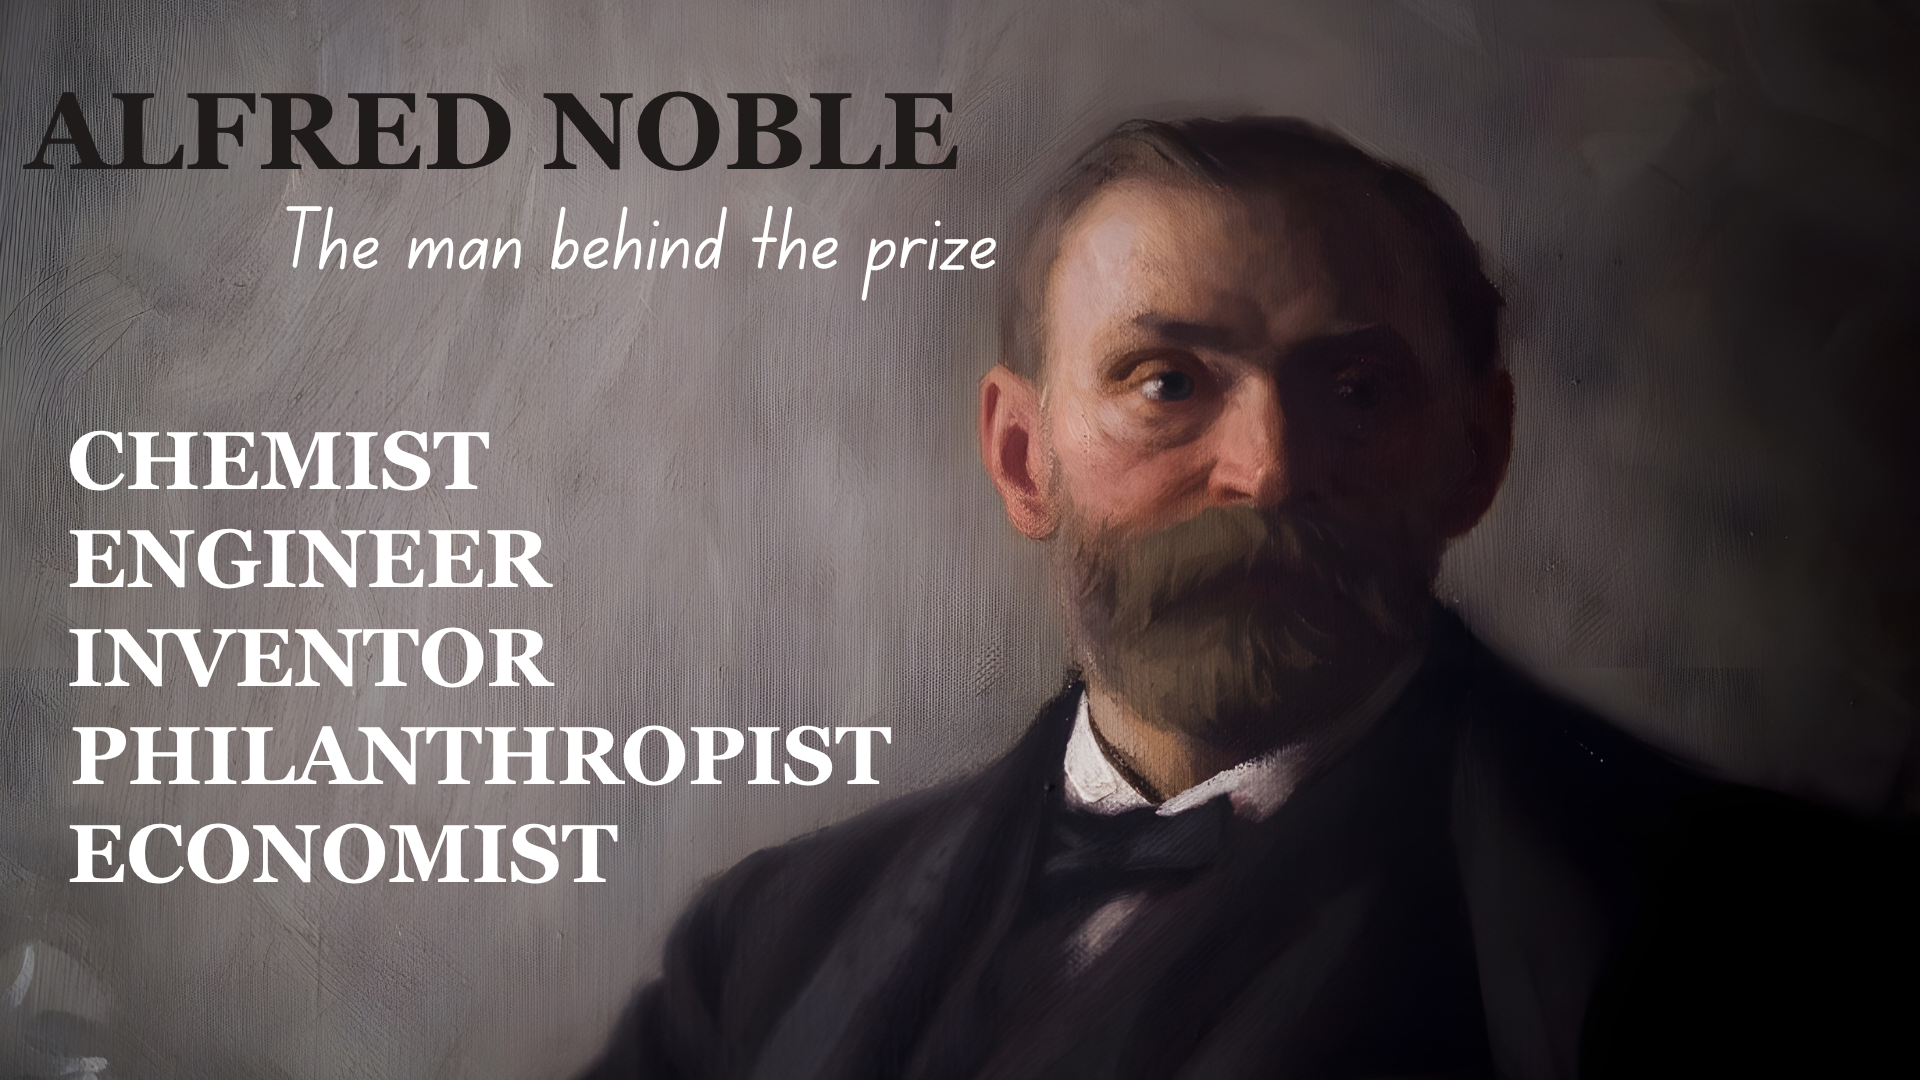 ALFRED NOBLE
The man behind the prize
CHEMIST
ENGINEER
INVENTOR
PHILANTHROPIST
ECONOMIST